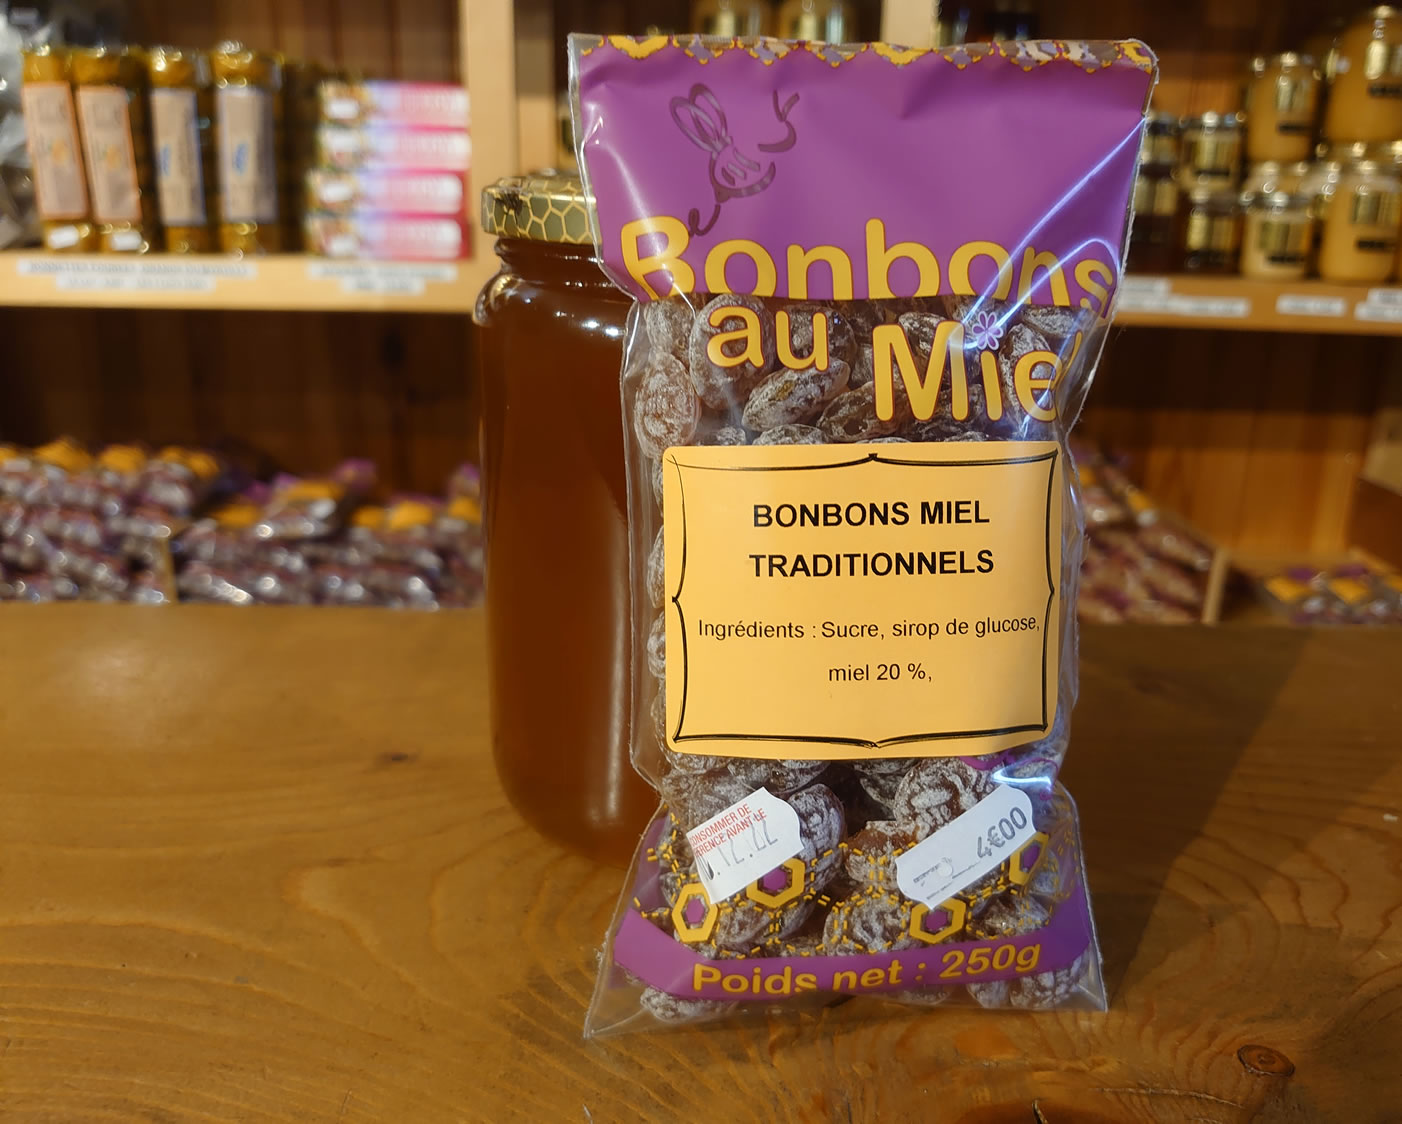 Bonbons
au Miel
BONBONS MIEL
TRADITIONNELS
Ingrédients : Sucre, sirop de glucose,
miel 20 %,
4€00
Poids net : 250g